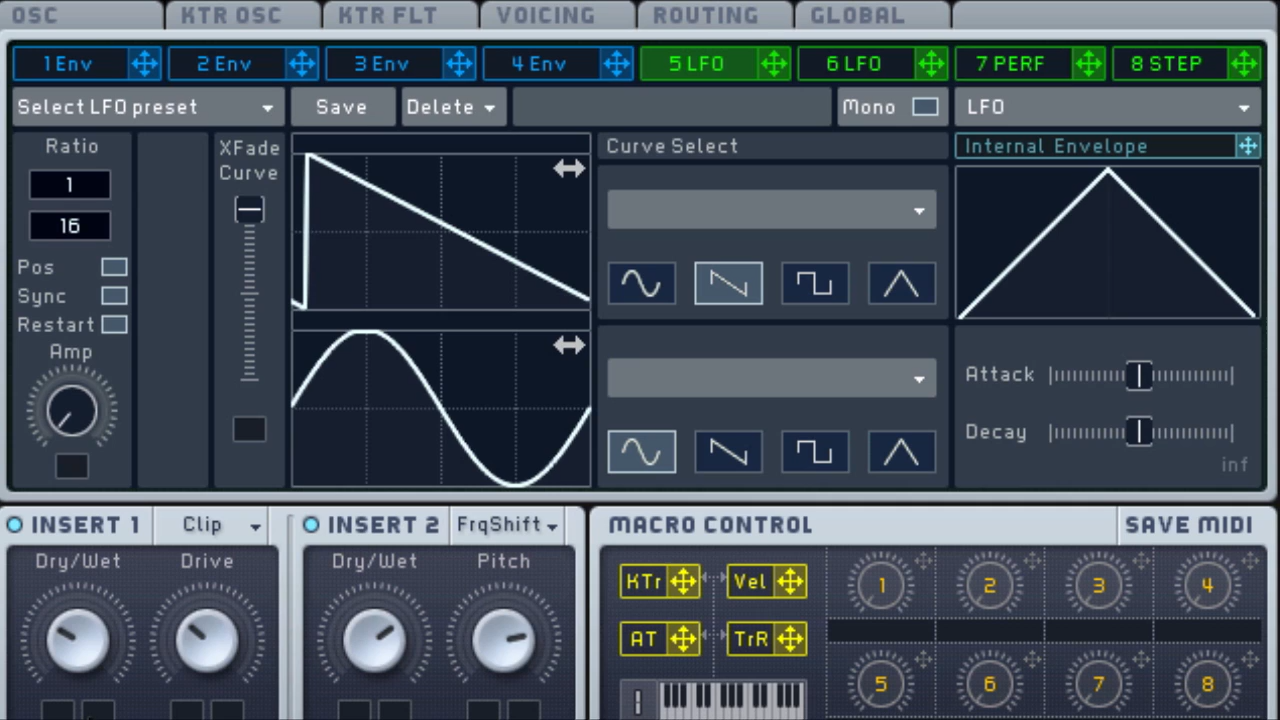 OSC KTR OSC KTR FLT VOICING ROUTING GLOBAL
1 Env 2 Env 3 Env 4 Env 5 LFO 6 LFO 7 PERF 8 STEP
Select LFO preset Save Delete Mono LFO
Ratio XFade Curve Select Internal Envelope
Curve
1
16
Pos
Sync
Restart
Amp
Attack
Decay
inf
INSERT 1 Clip INSERT 2 FrqShift MACRO CONTROL SAVE MIDI
Dry/Wet Drive Dry/Wet Pitch
KTr Vel 1 2 3 4
AT TrR
5 6 7 8